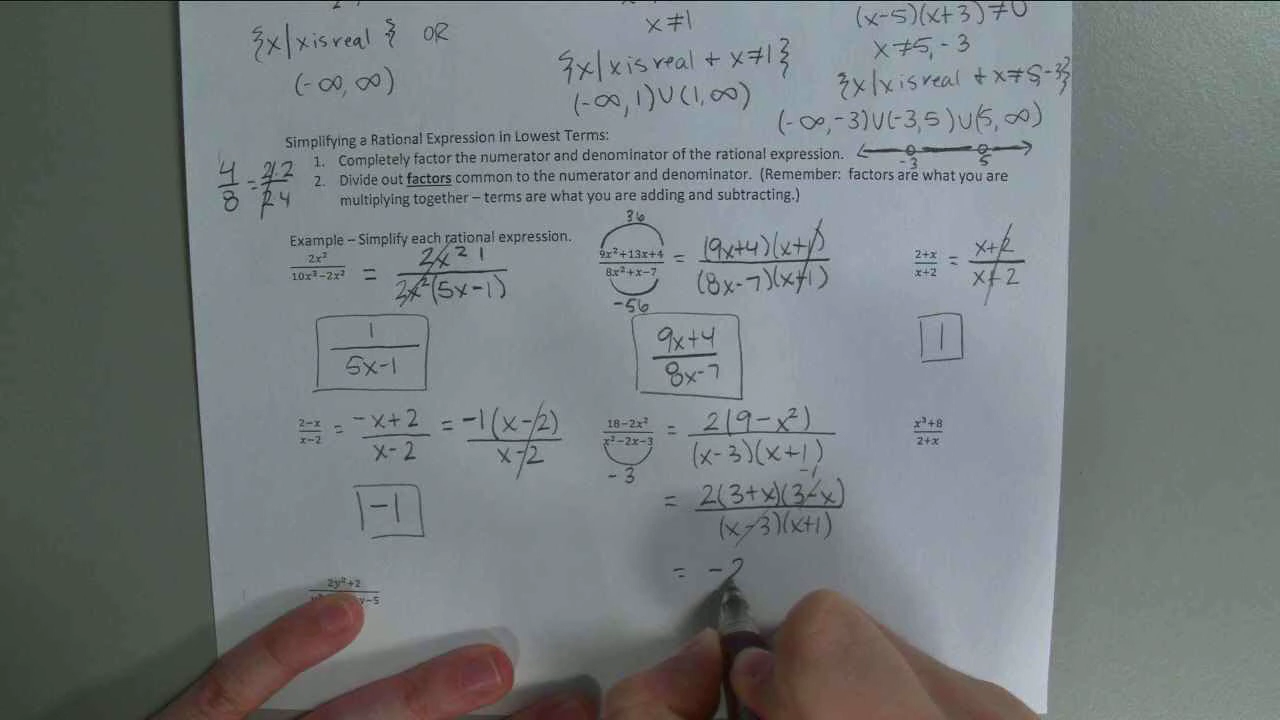 {x|x is real} OR
(-∞, ∞)
x≠1
{x|x is real + x≠1}
(-∞, 1)∪(1, ∞)
(x-5)(x+3)≠0
x≠5, -3
{x|x is real + x≠5,-3}
(-∞,-3)∪(-3,5)∪(5,∞)
-3 5
Simplifying a Rational Expression in Lowest Terms:
1. Completely factor the numerator and denominator of the rational expression.
2. Divide out factors common to the numerator and denominator. (Remember: factors are what you are
multiplying together – terms are what you are adding and subtracting.)
4/8 = 2·2/2·4
Example – Simplify each rational expression.
2x²/(10x³−2x²) = 2x² 1/2x²(5x-1)
1/(5x-1)
36
(9x²+13x+4)/(8x²+x−7) = (9x+4)(x+1)/(8x-7)(x+1)
-56
(9x+4)/(8x-7)
(2+x)/(x+2) = (x+2)/(x+2)
1
(2−x)/(x−2) = (-x+2)/(x-2) = -1(x-2)/(x-2)
-1
(18−2x²)/(x²−2x−3) = 2(9-x²)/(x-3)(x+1)
-3
-1
= 2(3+x)(3-x)/(x-3)(x+1)
= -2
(x³+8)/(2+x)
2y²+2
y−5